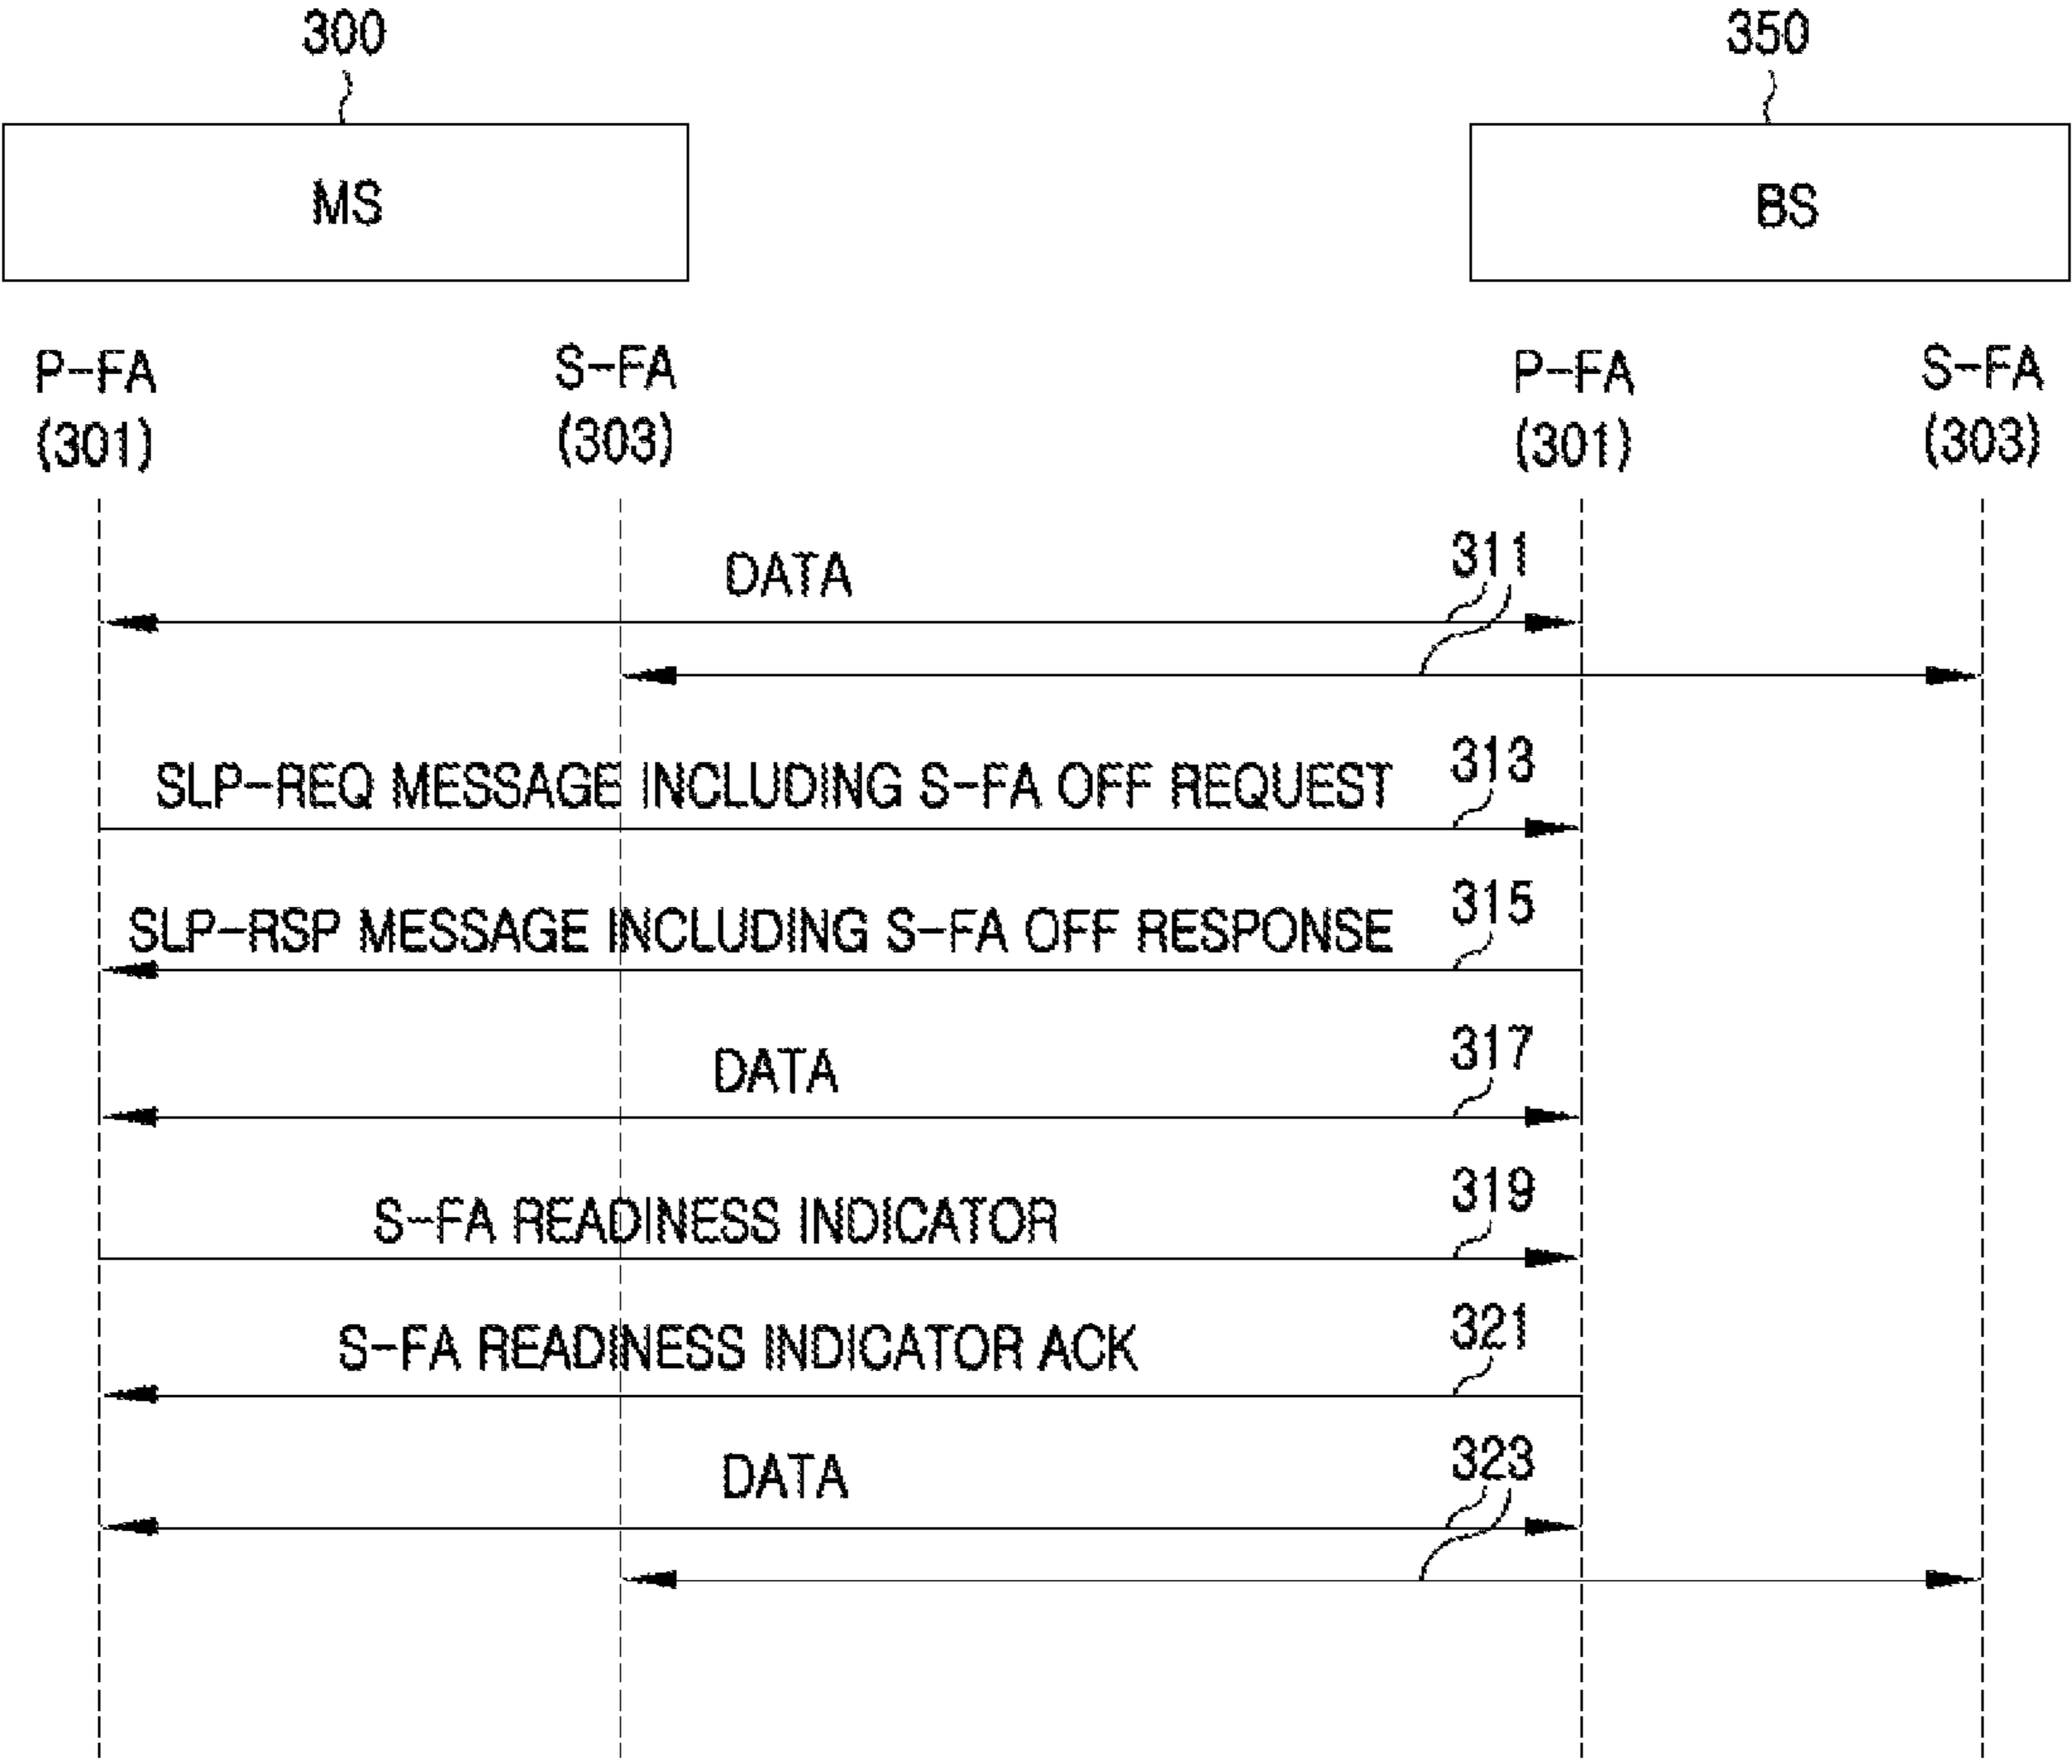 300
350
MS
BS
P-FA
(301)
S-FA
(303)
P-FA
(301)
S-FA
(303)
DATA
311
SLP-REQ MESSAGE INCLUDING S-FA OFF REQUEST
313
SLP-RSP MESSAGE INCLUDING S-FA OFF RESPONSE
315
DATA
317
S-FA READINESS INDICATOR
319
S-FA READINESS INDICATOR ACK
321
DATA
323